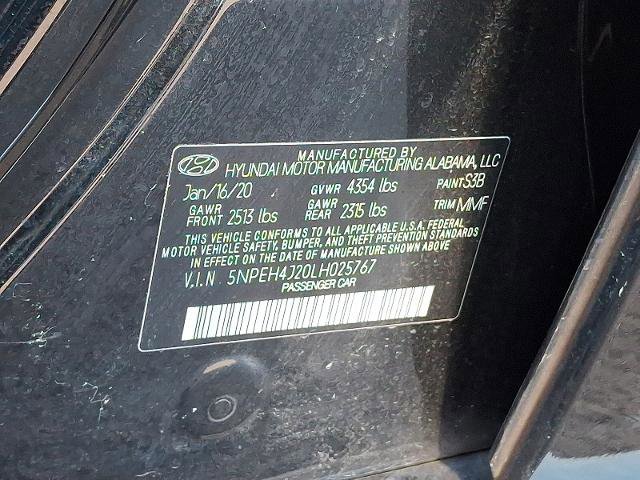 MANUFACTURED BY
HYUNDAI MOTOR MANUFACTURING ALABAMA, LLC
Jan/16/20 GVWR 4354 lbs PAINT S3B
GAWR FRONT 2513 lbs GAWR REAR 2315 lbs TRIM MMF
THIS VEHICLE CONFORMS TO ALL APPLICABLE U.S.A. FEDERAL
MOTOR VEHICLE SAFETY, BUMPER, AND THEFT PREVENTION STANDARDS
IN EFFECT ON THE DATE OF MANUFACTURE SHOWN ABOVE
V.I.N 5NPEH4J20LH025767
PASSENGER CAR